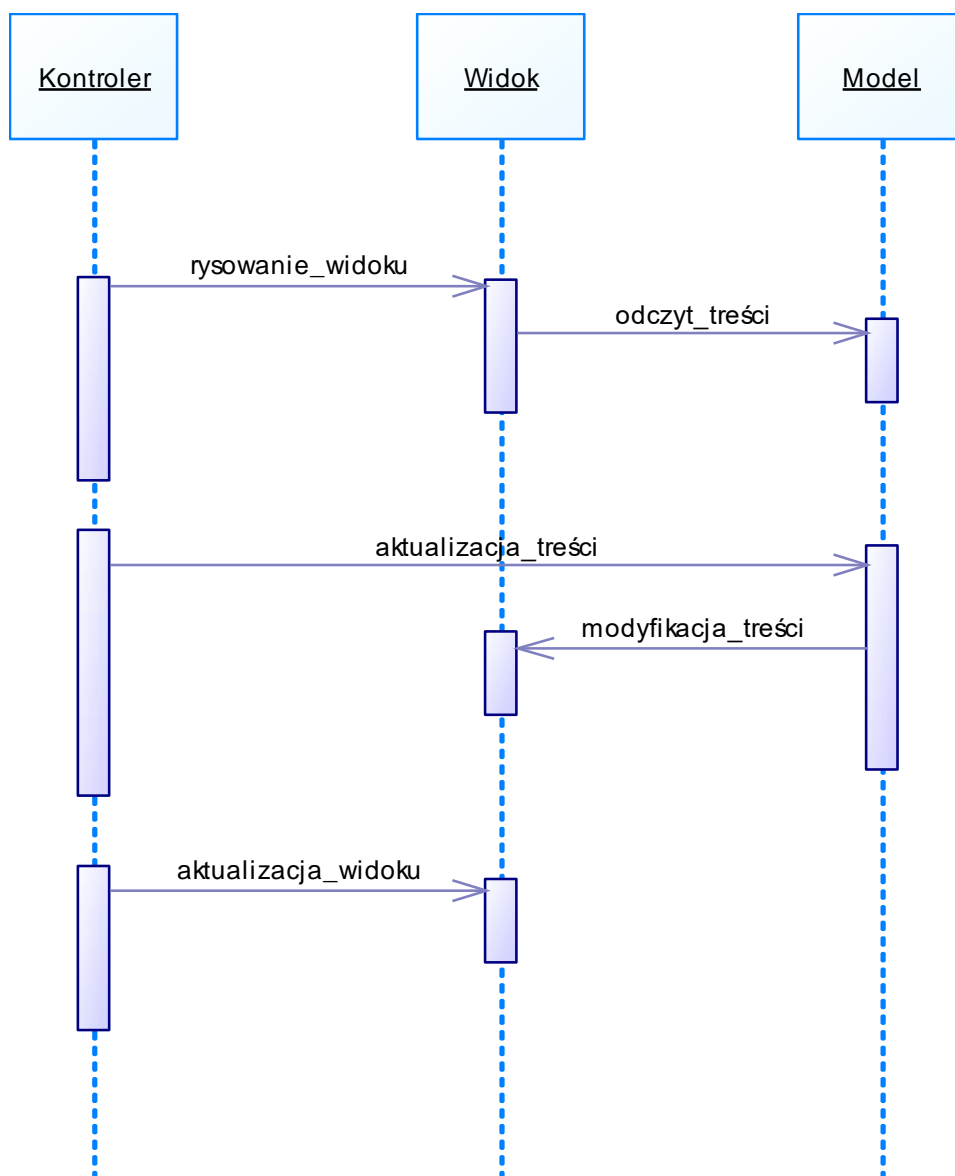 Kontroler
Widok
Model
rysowanie_widoku
odczyt_treści
aktualizacja_treści
modyfikacja_treści
aktualizacja_widoku